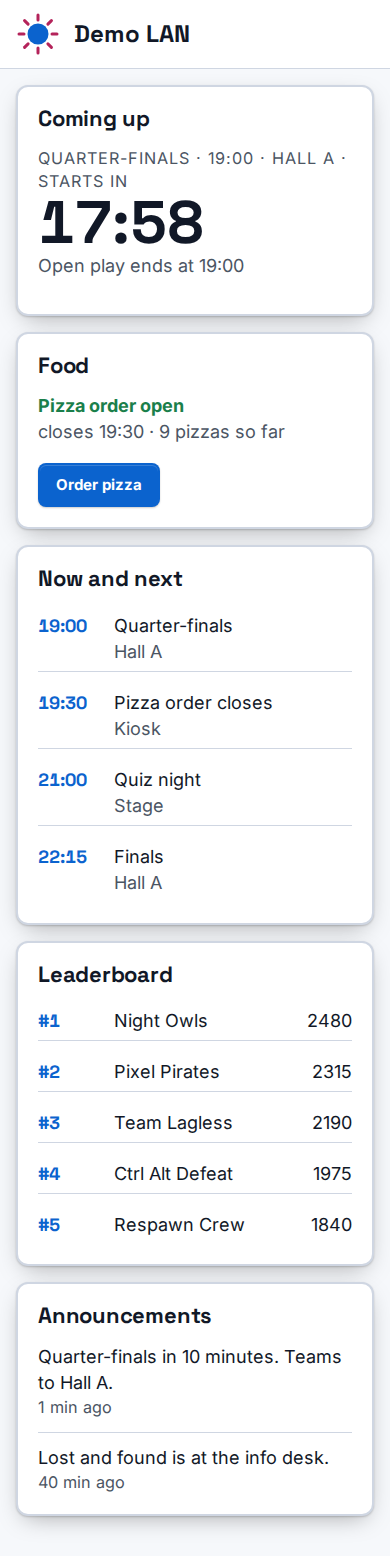 Demo LAN
Coming up
QUARTER-FINALS · 19:00 · HALL A ·
STARTS IN
17:58
Open play ends at 19:00
Food
Pizza order open
closes 19:30 · 9 pizzas so far
Order pizza
Now and next
19:00 Quarter-finals
Hall A
19:30 Pizza order closes
Kiosk
21:00 Quiz night
Stage
22:15 Finals
Hall A
Leaderboard
#1 Night Owls 2480
#2 Pixel Pirates 2315
#3 Team Lagless 2190
#4 Ctrl Alt Defeat 1975
#5 Respawn Crew 1840
Announcements
Quarter-finals in 10 minutes. Teams
to Hall A.
1 min ago
Lost and found is at the info desk.
40 min ago